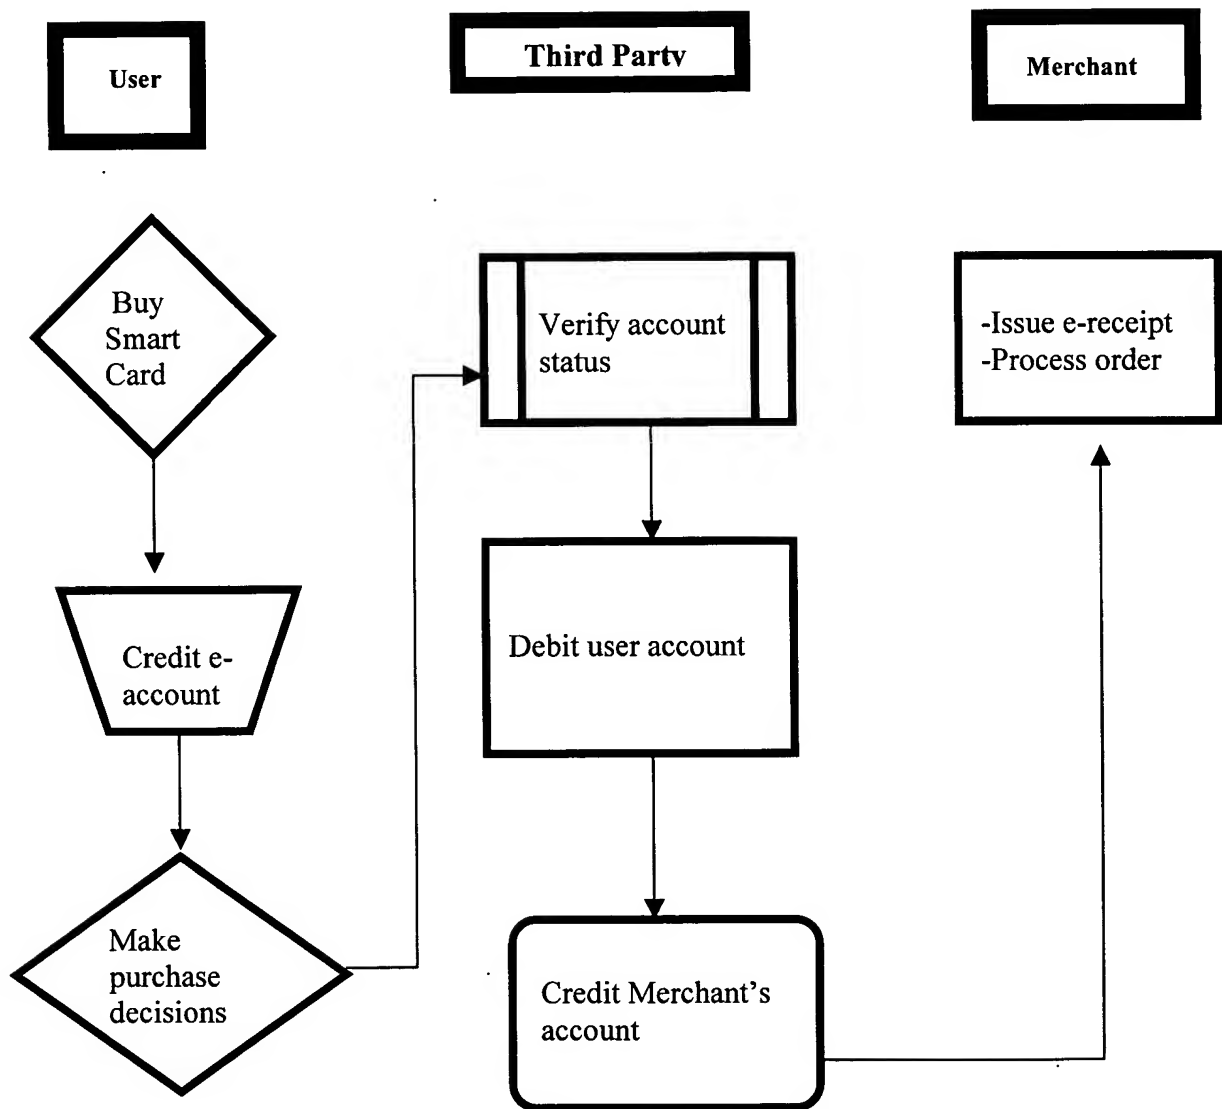 User
Third Party
Merchant
Buy
Smart
Card
Credit e-
account
Make
purchase
decisions
Verify account
status
Debit user account
Credit Merchant's
account
-Issue e-receipt
-Process order